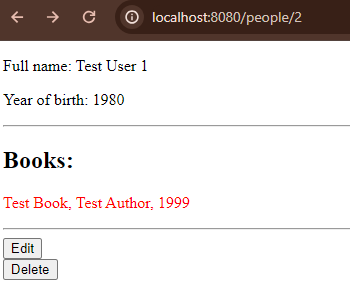 localhost:8080/people/2
Full name: Test User 1
Year of birth: 1980
Books:
Test Book, Test Author, 1999
Edit
Delete